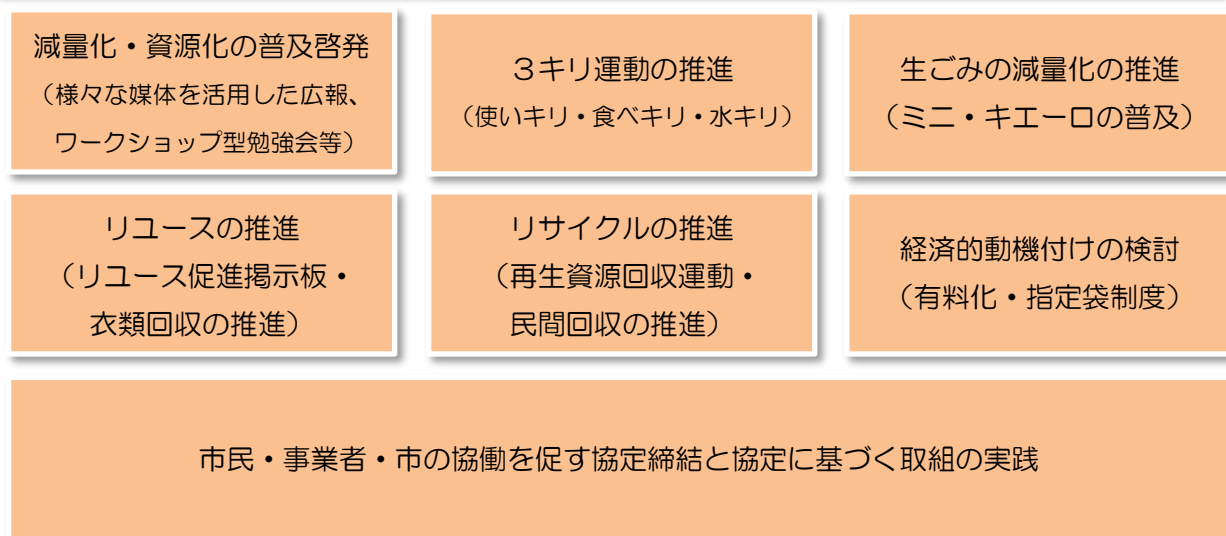 減量化・資源化の普及啓発
（様々な媒体を活用した広報、
ワークショップ型勉強会等）
３キリ運動の推進
（使いキリ・食べキリ・水キリ）
生ごみの減量化の推進
（ミニ・キエーロの普及）
リユースの推進
（リユース促進掲示板・
衣類回収の推進）
リサイクルの推進
（再生資源回収運動・
民間回収の推進）
経済的動機付けの検討
（有料化・指定袋制度）
市民・事業者・市の協働を促す協定締結と協定に基づく取組の実践